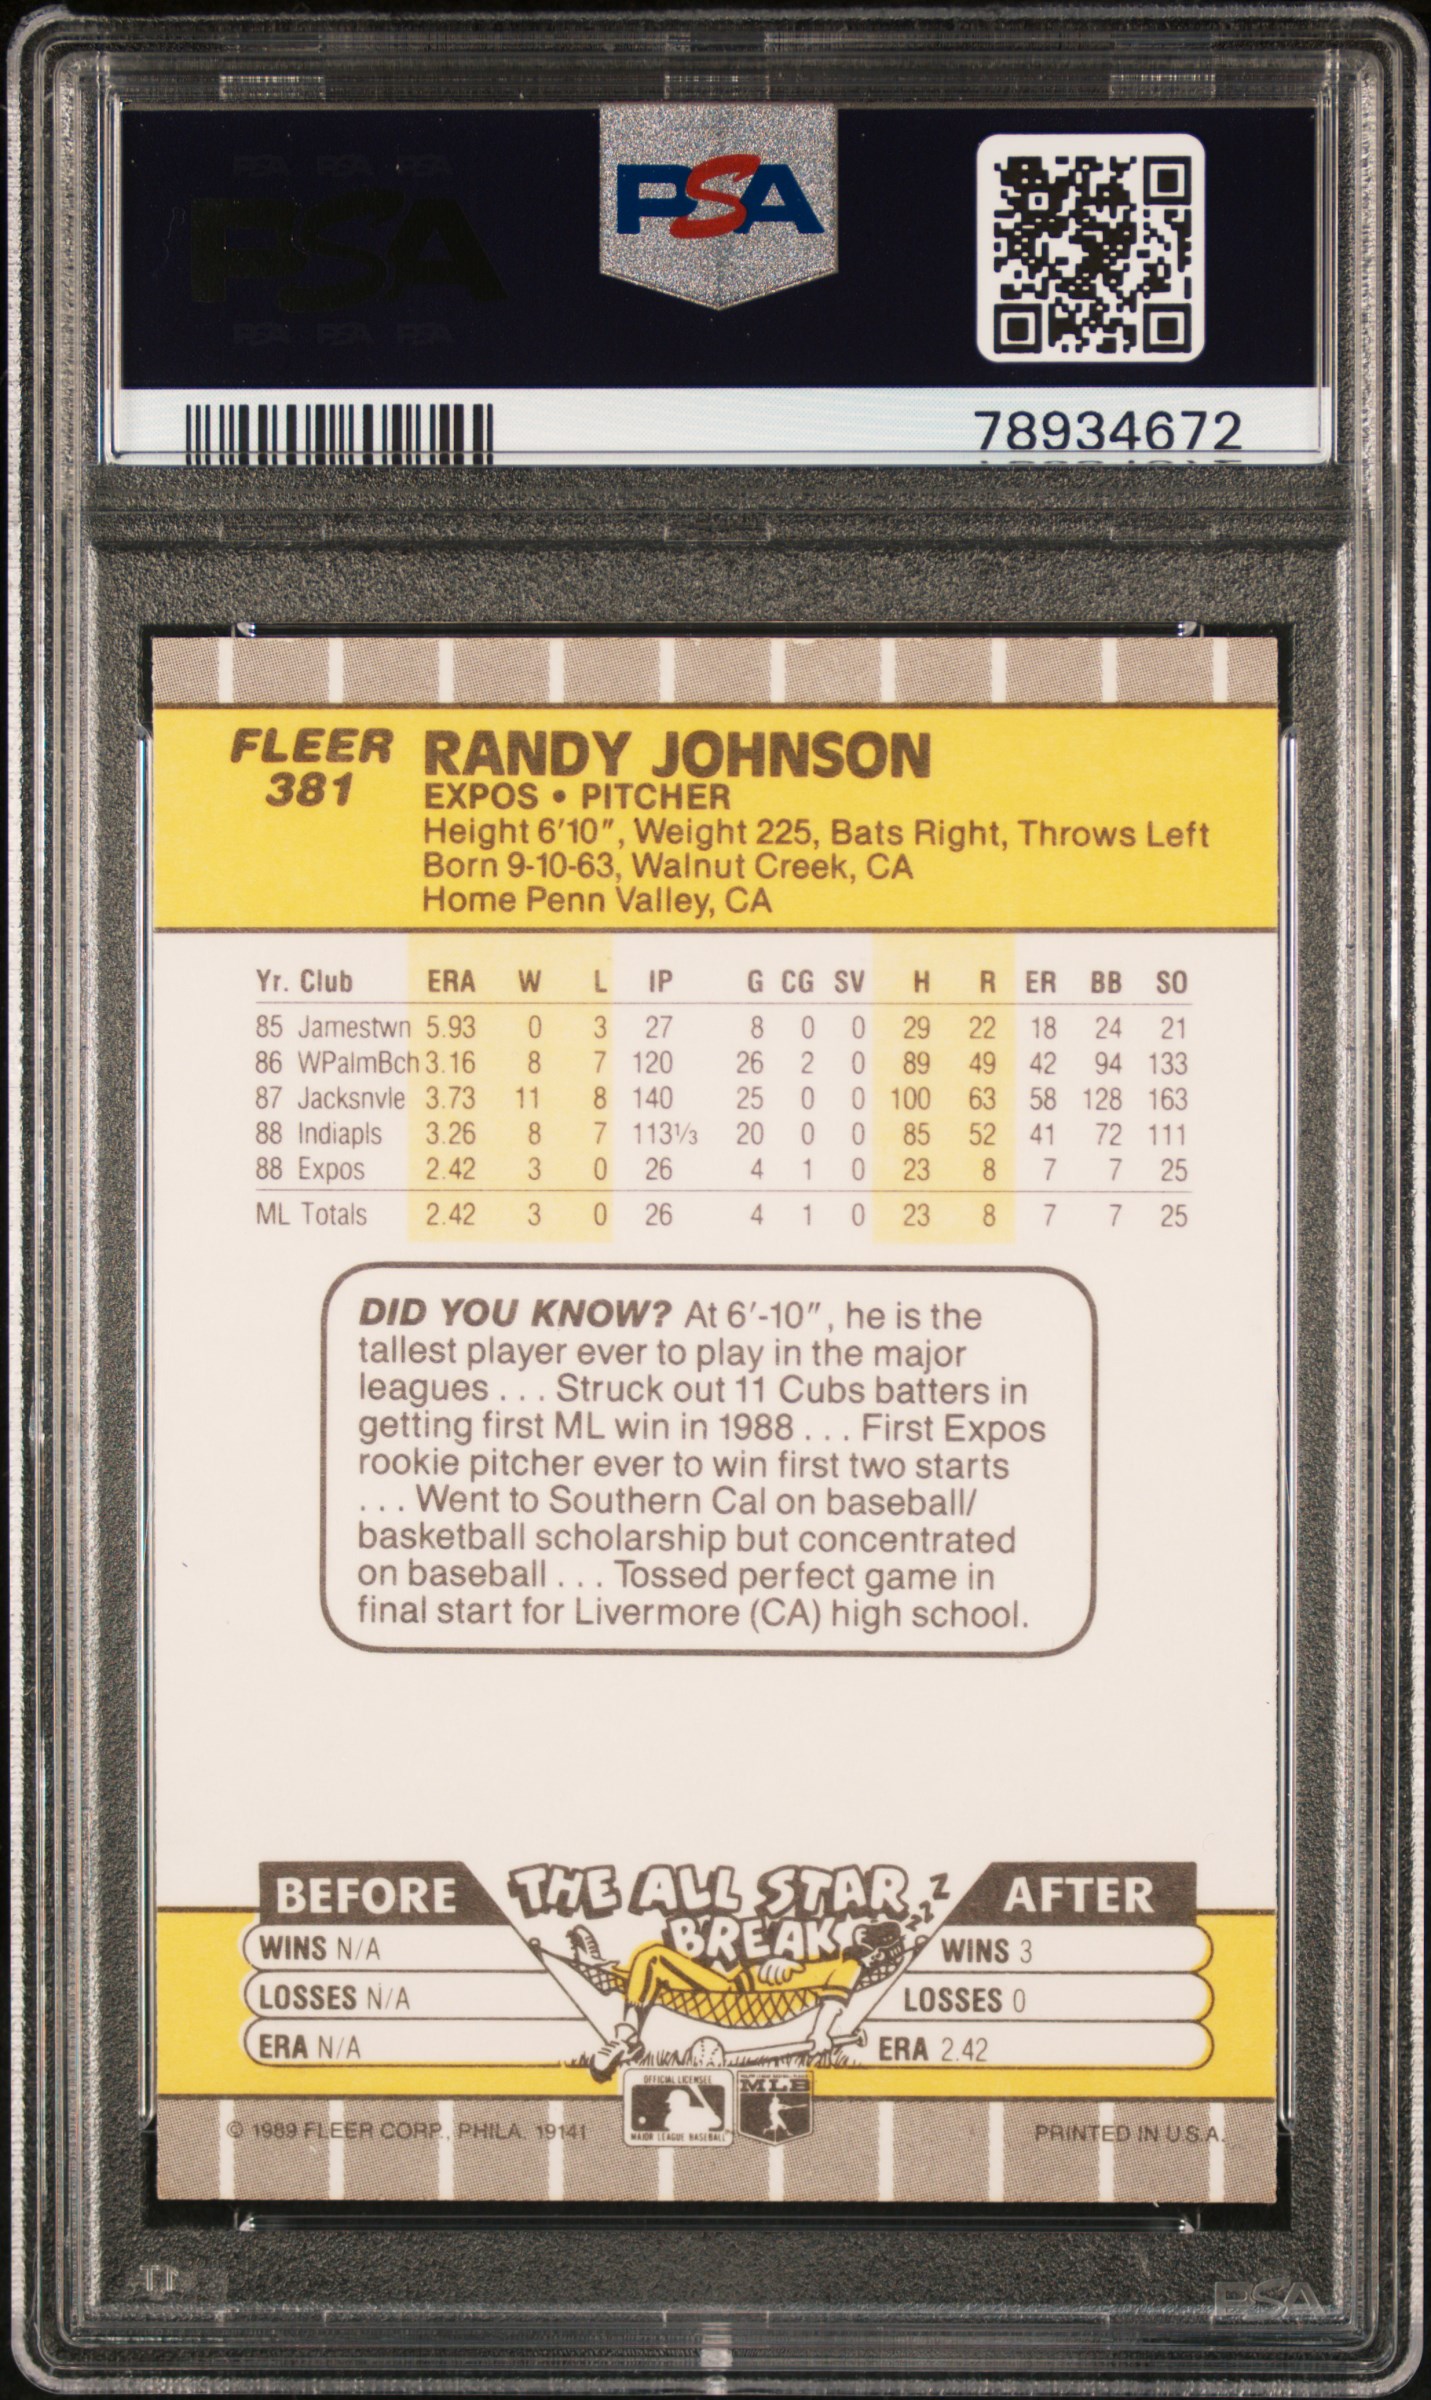 PSA PSA PSA
PSA
PSA PSA PSA
PSA
78934672
FLEER
381
RANDY JOHNSON
EXPOS • PITCHER
Height 6'10", Weight 225, Bats Right, Throws Left
Born 9-10-63, Walnut Creek, CA
Home Penn Valley, CA
Yr. Club ERA W L IP G CG SV H R ER BB SO
85 Jamestwn 5.93 0 3 27 8 0 0 29 22 18 24 21
86 WPalmBch 3.16 8 7 120 26 2 0 89 49 42 94 133
87 Jacksnvle 3.73 11 8 140 25 0 0 100 63 58 128 163
88 Indiapls 3.26 8 7 113⅓ 20 0 0 85 52 41 72 111
88 Expos 2.42 3 0 26 4 1 0 23 8 7 7 25
ML Totals 2.42 3 0 26 4 1 0 23 8 7 7 25
DID YOU KNOW? At 6'-10", he is the
tallest player ever to play in the major
leagues . . . Struck out 11 Cubs batters in
getting first ML win in 1988 . . . First Expos
rookie pitcher ever to win first two starts
. . . Went to Southern Cal on baseball/
basketball scholarship but concentrated
on baseball . . . Tossed perfect game in
final start for Livermore (CA) high school.
BEFORE
WINS N/A
LOSSES N/A
ERA N/A
THE ALL STAR
BREAK
Z Z Z
AFTER
WINS 3
LOSSES 0
ERA 2.42
OFFICIAL LICENSEE
MAJOR LEAGUE BASEBALL
MLB
© 1989 FLEER CORP., PHILA. 19141
PRINTED IN U.S.A.
PSA